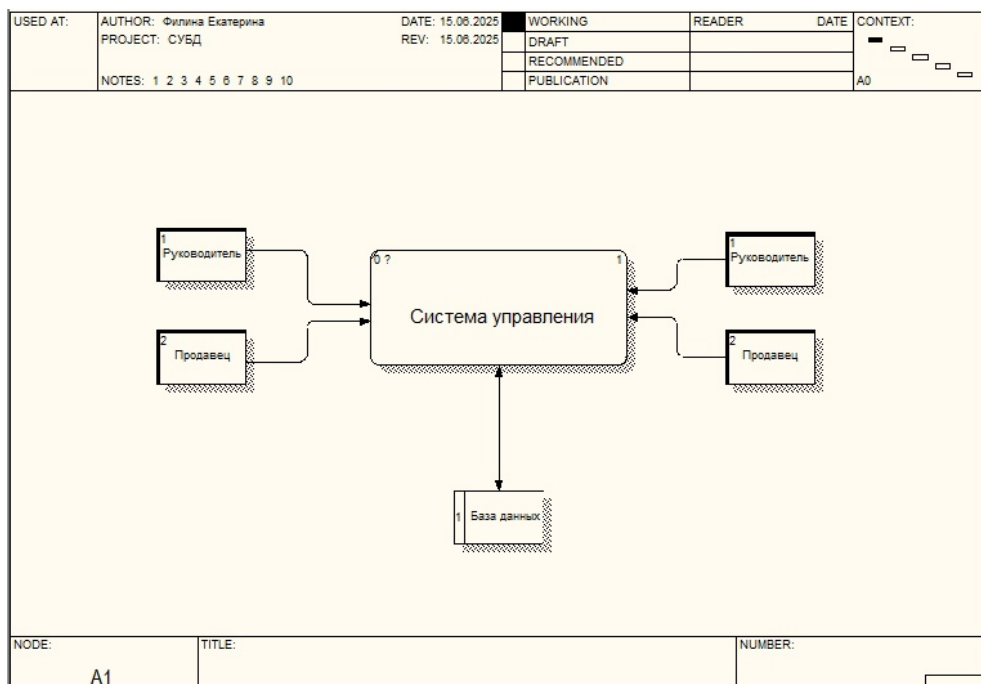 USED AT:
AUTHOR: Филина Екатерина
DATE: 15.06.2025
WORKING
READER
DATE
CONTEXT:
PROJECT: СУБД
REV: 15.06.2025
DRAFT
RECOMMENDED
NOTES: 1 2 3 4 5 6 7 8 9 10
PUBLICATION
A0
1
Руководитель
0 ?
1
1
Руководитель
Система управления
2
Продавец
2
Продавец
1
База данных
NODE:
TITLE:
NUMBER:
A1